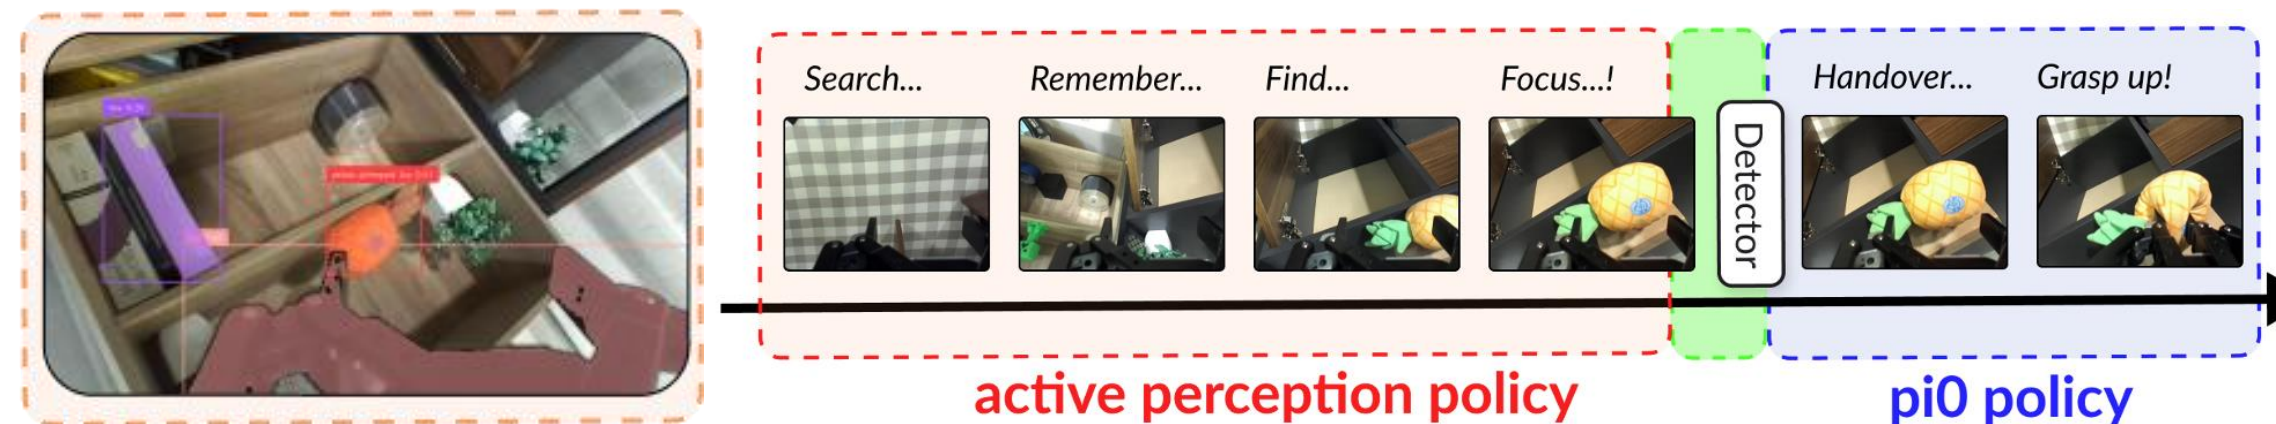 Search...
Remember...
Find...
Focus...!
Detector
Handover...
Grasp up!
active perception policy
pi0 policy